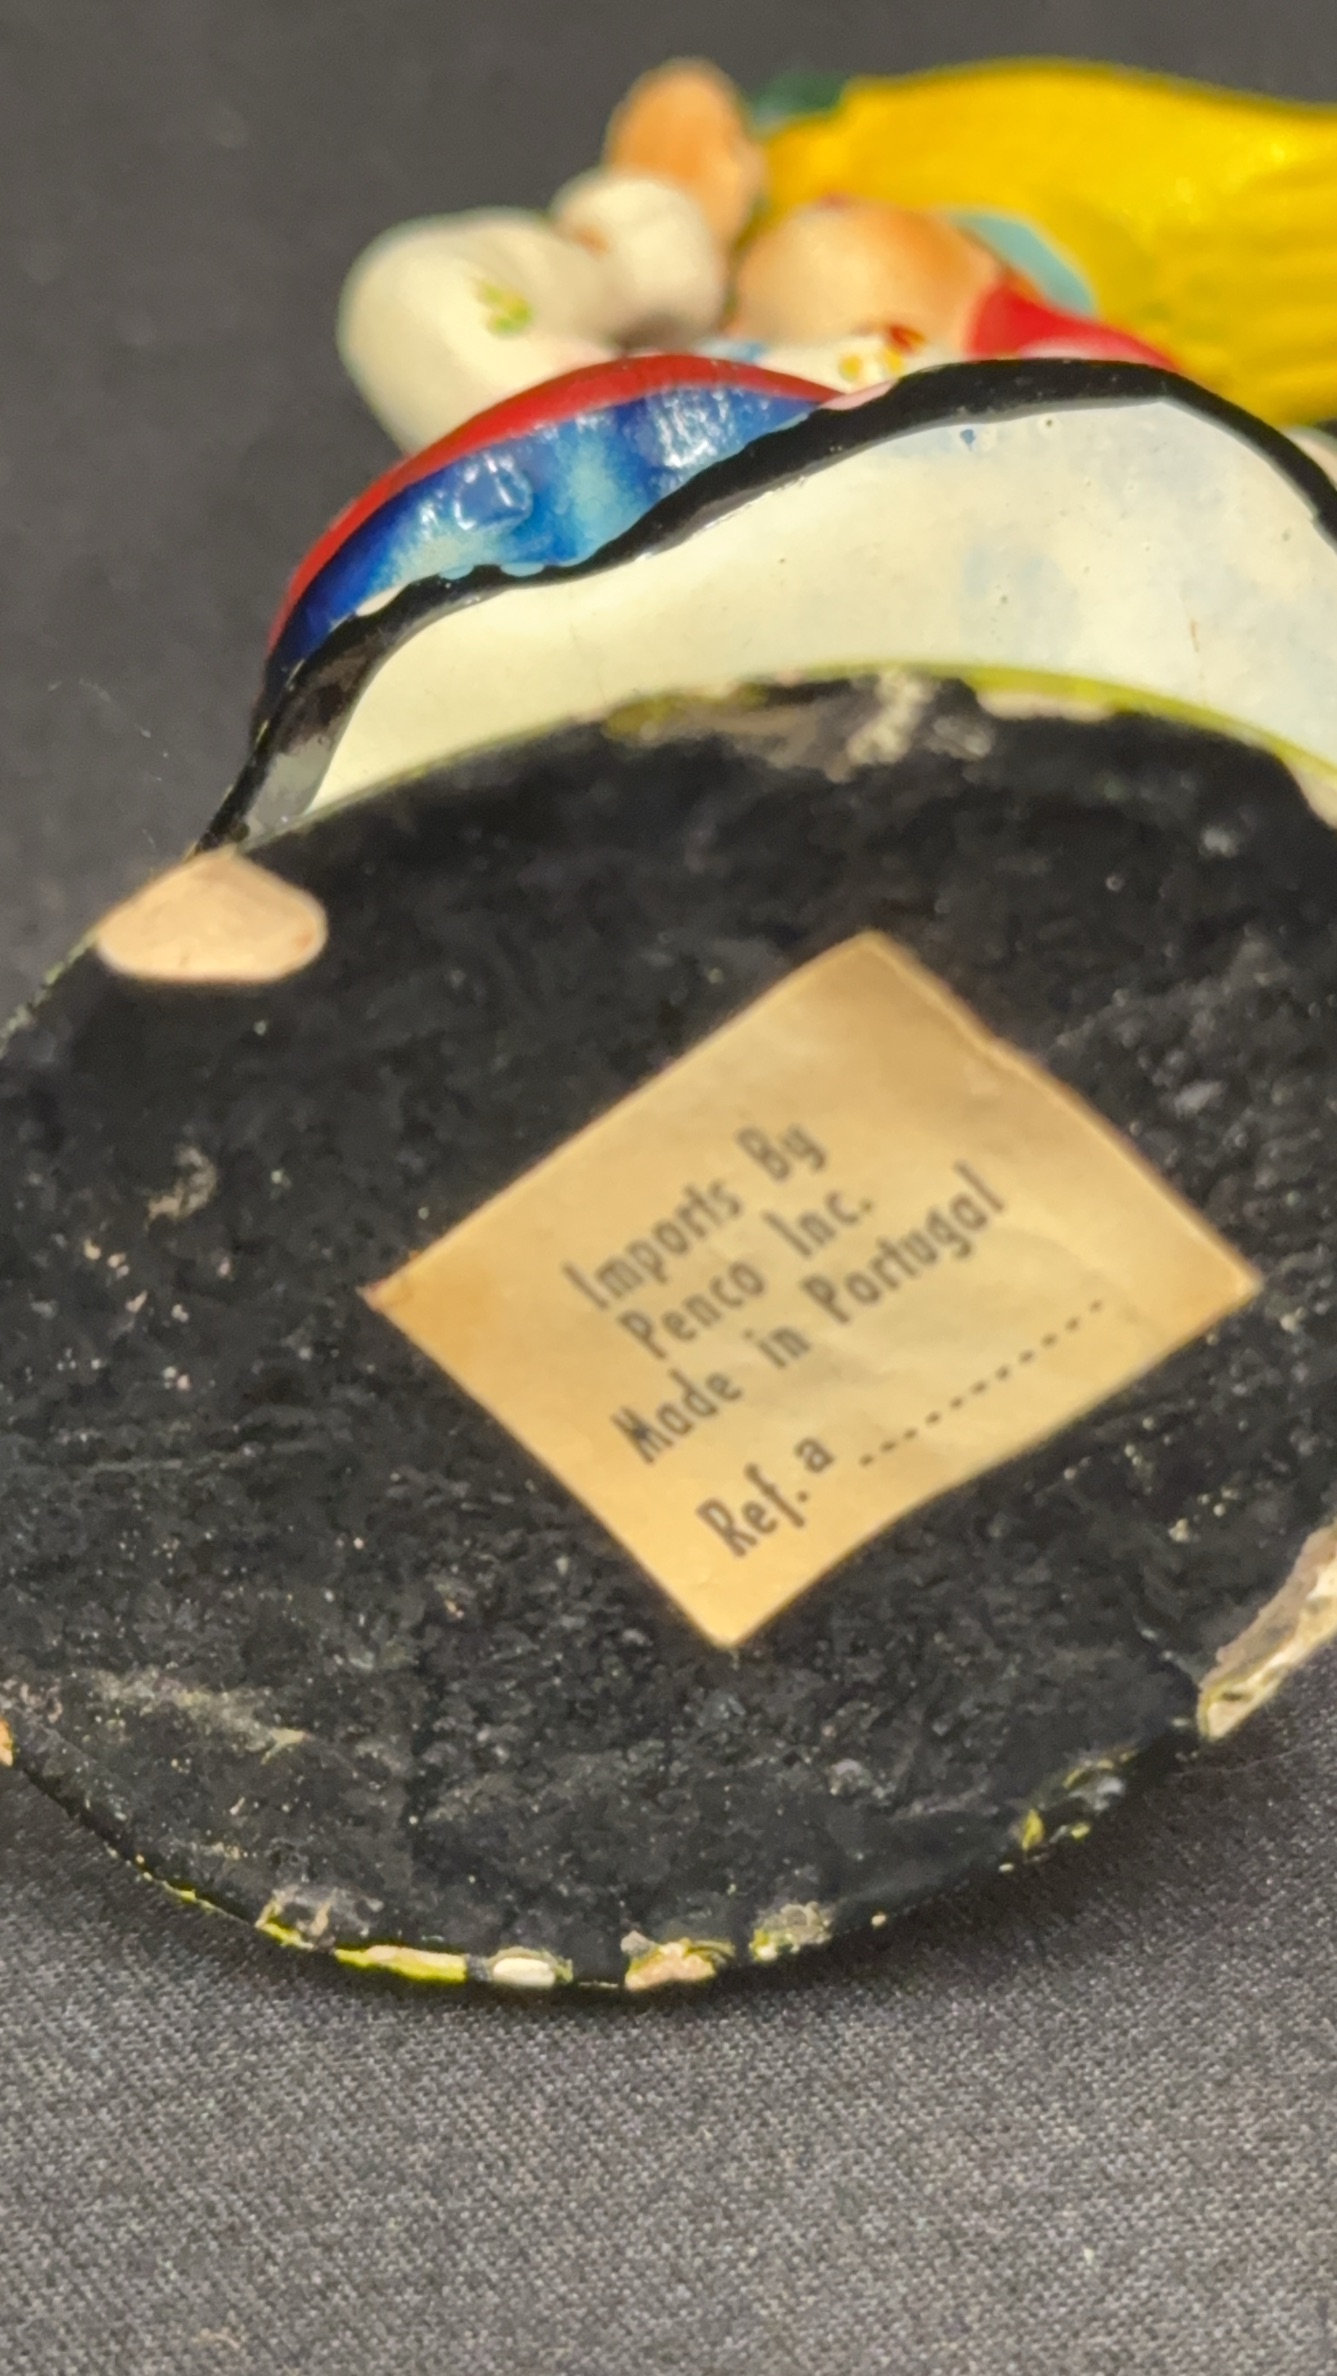 Imports By
Penco Inc.
Made in Portugal
Ref. a ...........